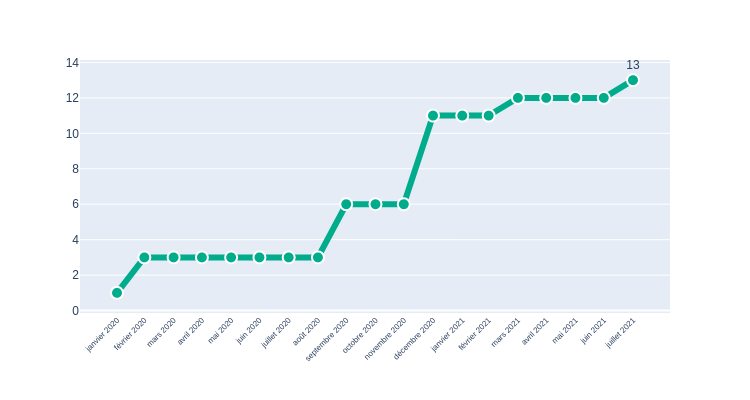 14
12
10
8
6
4
2
0
13
janvier 2020
février 2020
mars 2020
avril 2020
mai 2020
juin 2020
juillet 2020
août 2020
septembre 2020
octobre 2020
novembre 2020
décembre 2020
janvier 2021
février 2021
mars 2021
avril 2021
mai 2021
juin 2021
juillet 2021